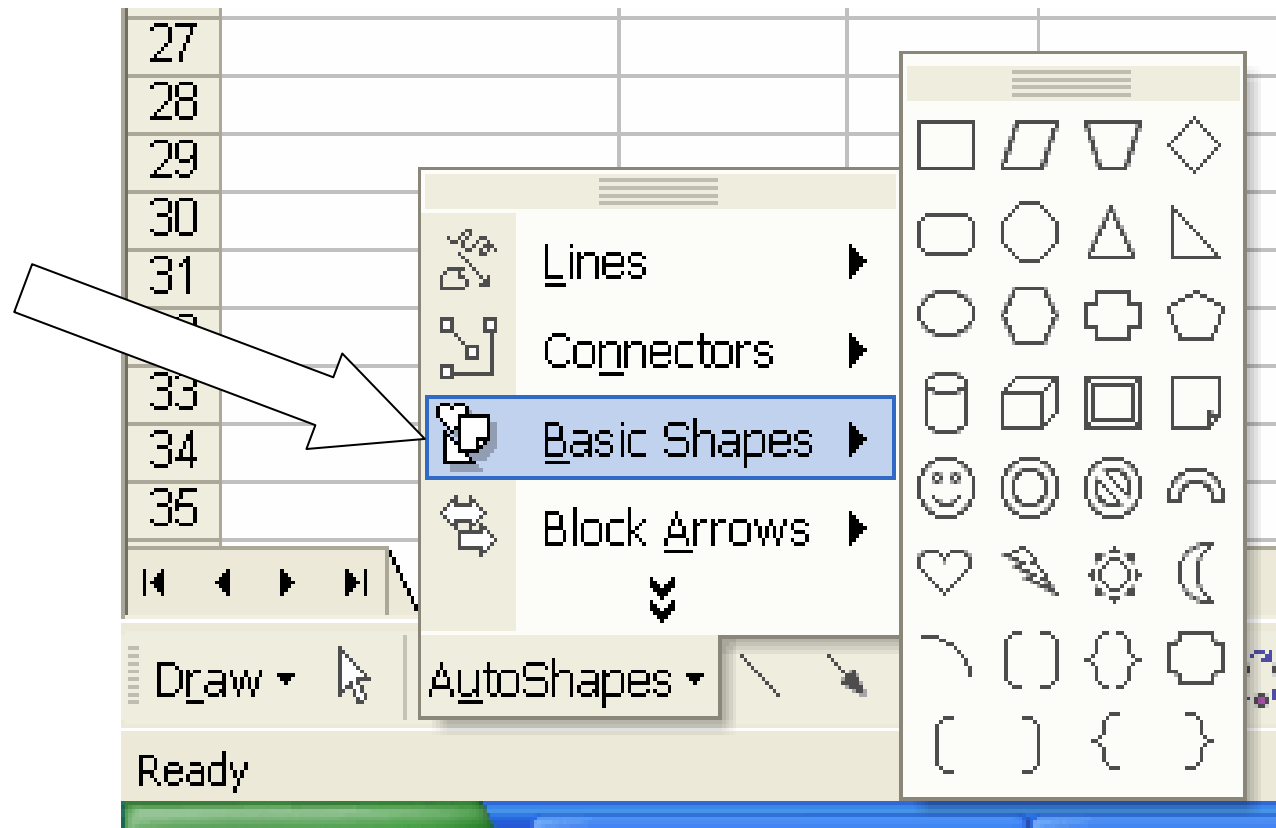 27
28
29
30
31
33
34
35
Lines
Connectors
Basic Shapes
Block Arrows
Draw
AutoShapes
Ready